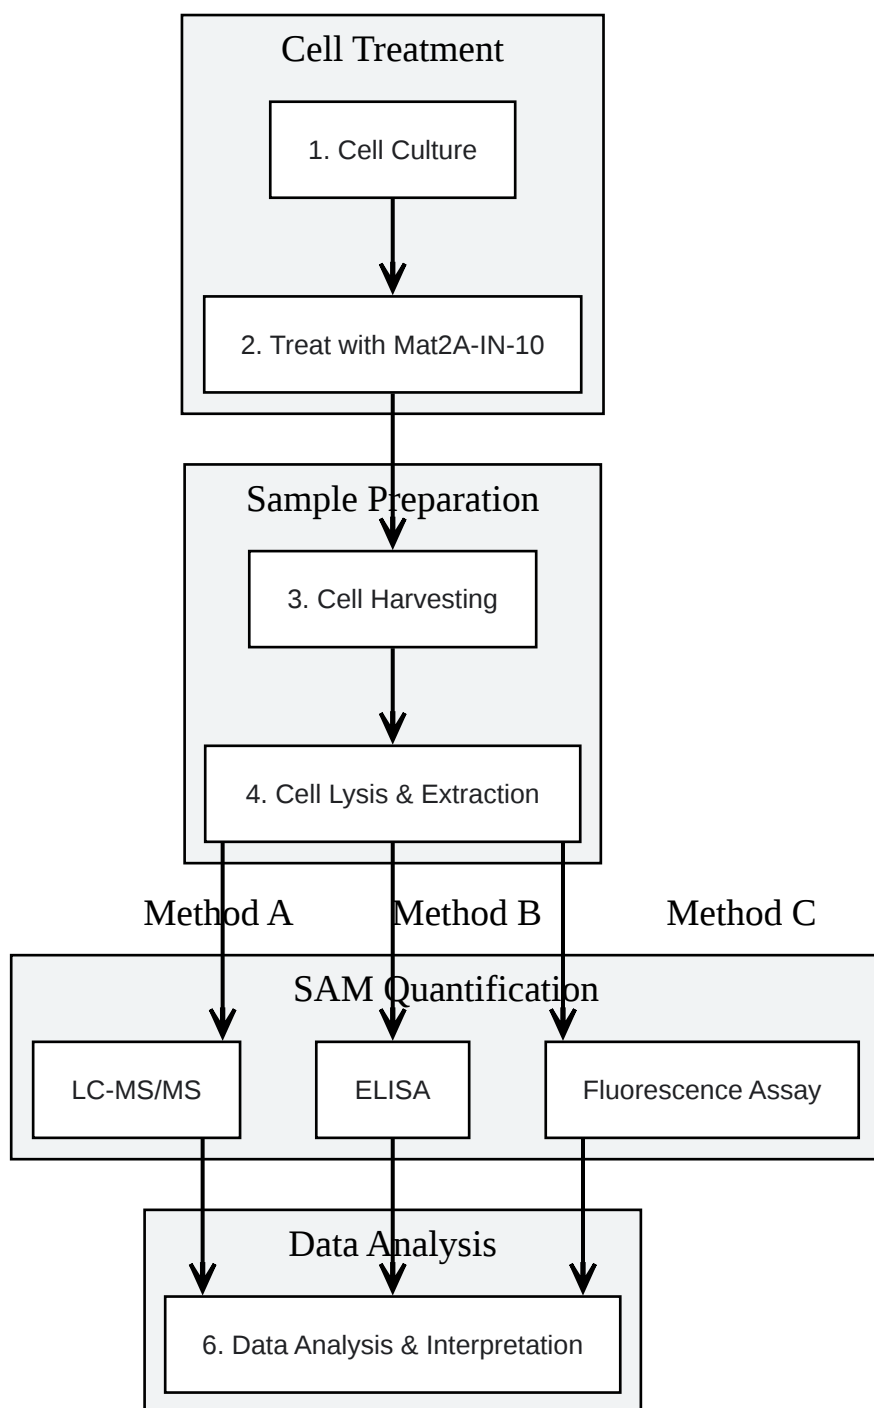 Cell Treatment
1. Cell Culture
2. Treat with Mat2A-IN-10
Sample Preparation
3. Cell Harvesting
4. Cell Lysis & Extraction
Method A
Method B
Method C
SAM Quantification
LC-MS/MS
ELISA
Fluorescence Assay
Data Analysis
6. Data Analysis & Interpretation